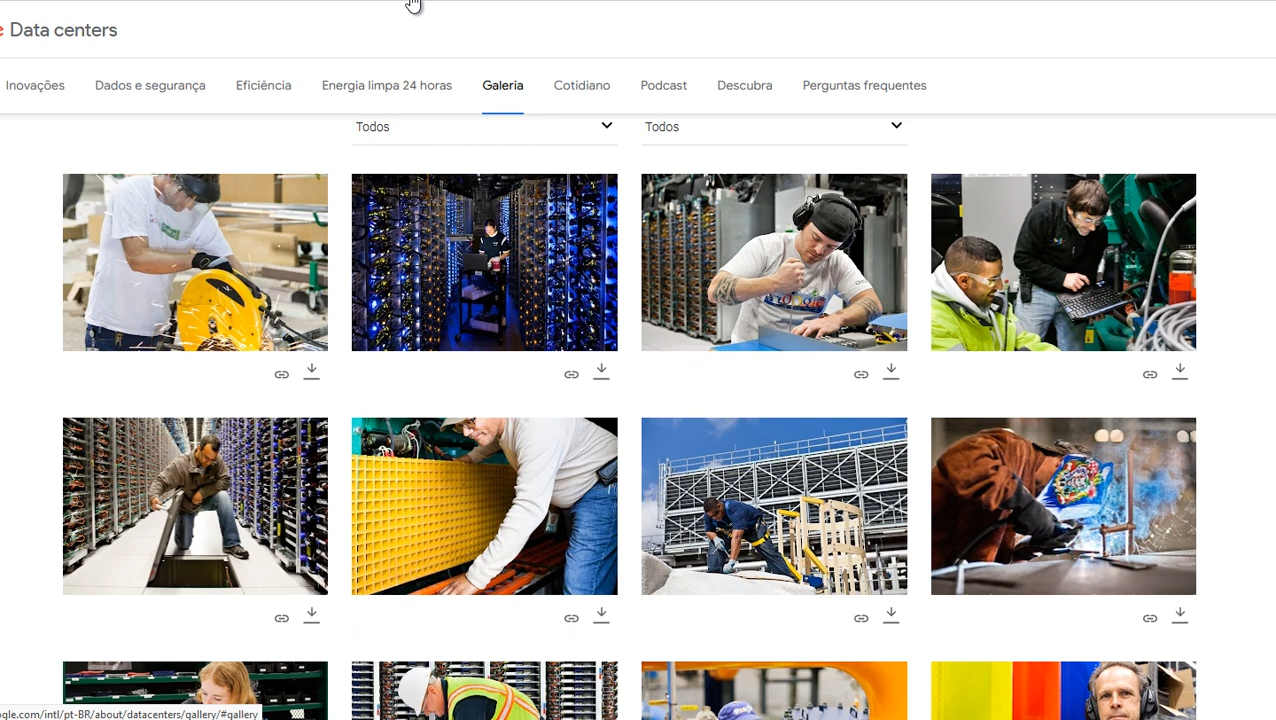 Data centers
Inovações Dados e segurança Eficiência Energia limpa 24 horas Galeria Cotidiano Podcast Descubra Perguntas frequentes
Todos Todos
ogle.com/intl/pt-BR/about/datacenters/gallery/#gallery